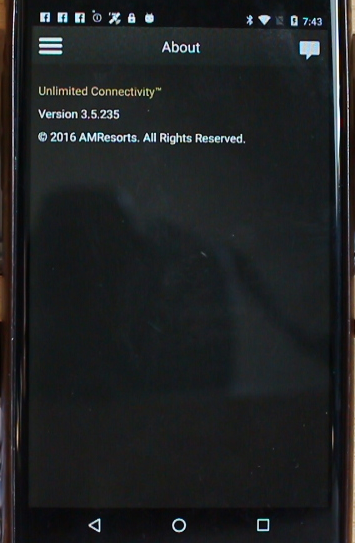 7:43
About
Unlimited Connectivity™
Version 3.5.235
© 2016 AMResorts. All Rights Reserved.